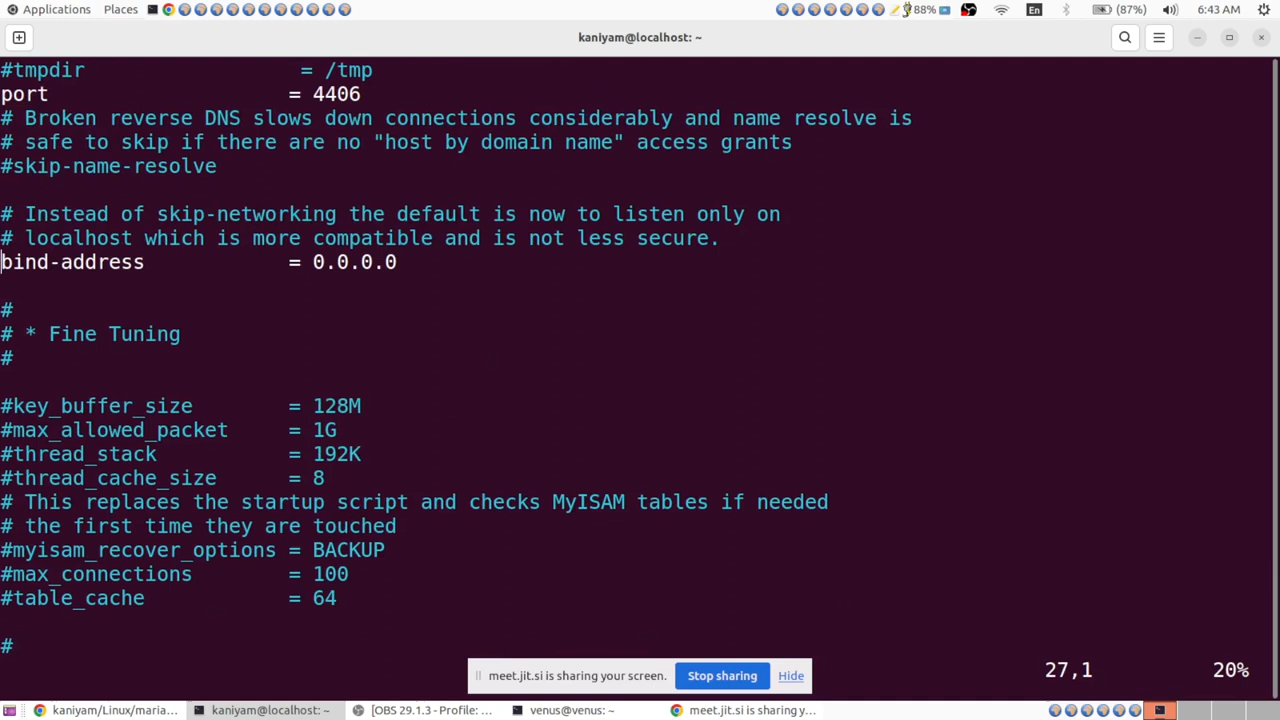 Applications Places 88% En (87%) 6:43 AM
kaniyam@localhost: ~
#tmpdir = /tmp
port = 4406
# Broken reverse DNS slows down connections considerably and name resolve is
# safe to skip if there are no "host by domain name" access grants
#skip-name-resolve
# Instead of skip-networking the default is now to listen only on
# localhost which is more compatible and is not less secure.
bind-address = 0.0.0.0
#
# * Fine Tuning
#
#key_buffer_size = 128M
#max_allowed_packet = 1G
#thread_stack = 192K
#thread_cache_size = 8
# This replaces the startup script and checks MyISAM tables if needed
# the first time they are touched
#myisam_recover_options = BACKUP
#max_connections = 100
#table_cache = 64
#
meet.jit.si is sharing your screen. Stop sharing Hide
27,1 20%
kaniyam/Linux/maria... kaniyam@localhost: ~ [OBS 29.1.3 - Profile: ... venus@venus: ~ meet.jit.si is sharing y...